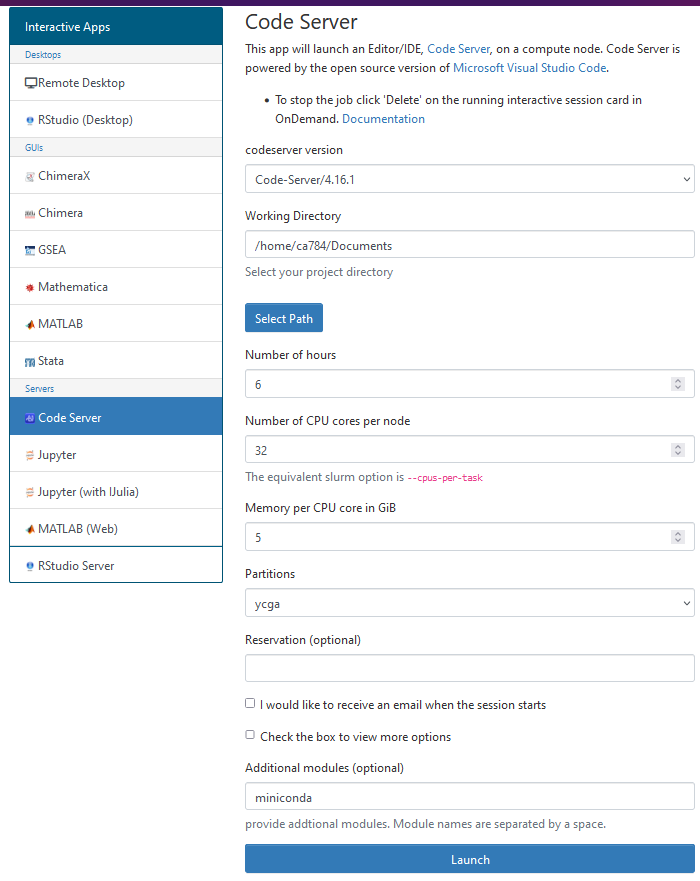 Interactive Apps
Desktops
Remote Desktop
RStudio (Desktop)
GUIs
ChimeraX
Chimera
GSEA
Mathematica
MATLAB
Stata
Servers
Code Server
Jupyter
Jupyter (with IJulia)
MATLAB (Web)
RStudio Server
Code Server
This app will launch an Editor/IDE, Code Server, on a compute node. Code Server is
powered by the open source version of Microsoft Visual Studio Code.
• To stop the job click 'Delete' on the running interactive session card in
OnDemand. Documentation
codeserver version
Code-Server/4.16.1
Working Directory
/home/ca784/Documents
Select your project directory
Select Path
Number of hours
6
Number of CPU cores per node
32
The equivalent slurm option is --cpus-per-task
Memory per CPU core in GiB
5
Partitions
ycga
Reservation (optional)
I would like to receive an email when the session starts
Check the box to view more options
Additional modules (optional)
miniconda
provide addtional modules. Module names are separated by a space.
Launch